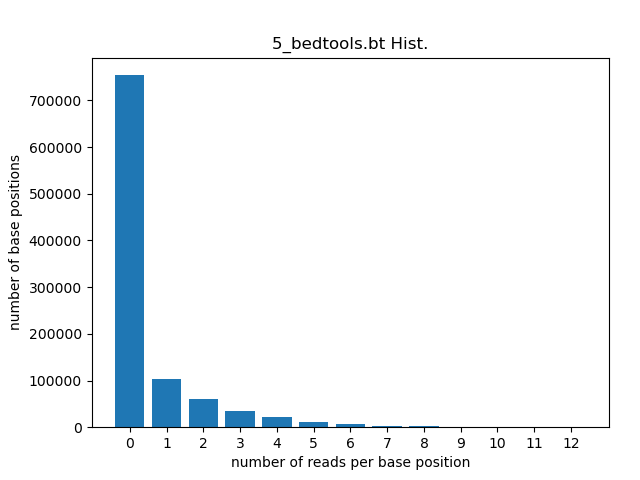 5_bedtools.bt Hist.
number of base positions
700000
600000
500000
400000
300000
200000
100000
0
0 1 2 3 4 5 6 7 8 9 10 11 12
number of reads per base position